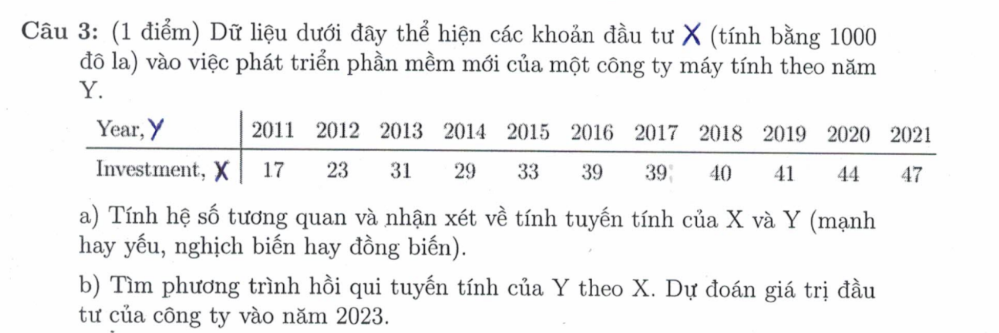 Câu 3: (1 điểm) Dữ liệu dưới đây thể hiện các khoản đầu tư X (tính bằng 1000
đô la) vào việc phát triển phần mềm mới của một công ty máy tính theo năm
Y.
Year, Y 2011 2012 2013 2014 2015 2016 2017 2018 2019 2020 2021
Investment, X 17 23 31 29 33 39 39 40 41 44 47
a) Tính hệ số tương quan và nhận xét về tính tuyến tính của X và Y (mạnh
hay yếu, nghịch biến hay đồng biến).
b) Tìm phương trình hồi qui tuyến tính của Y theo X. Dự đoán giá trị đầu
tư của công ty vào năm 2023.